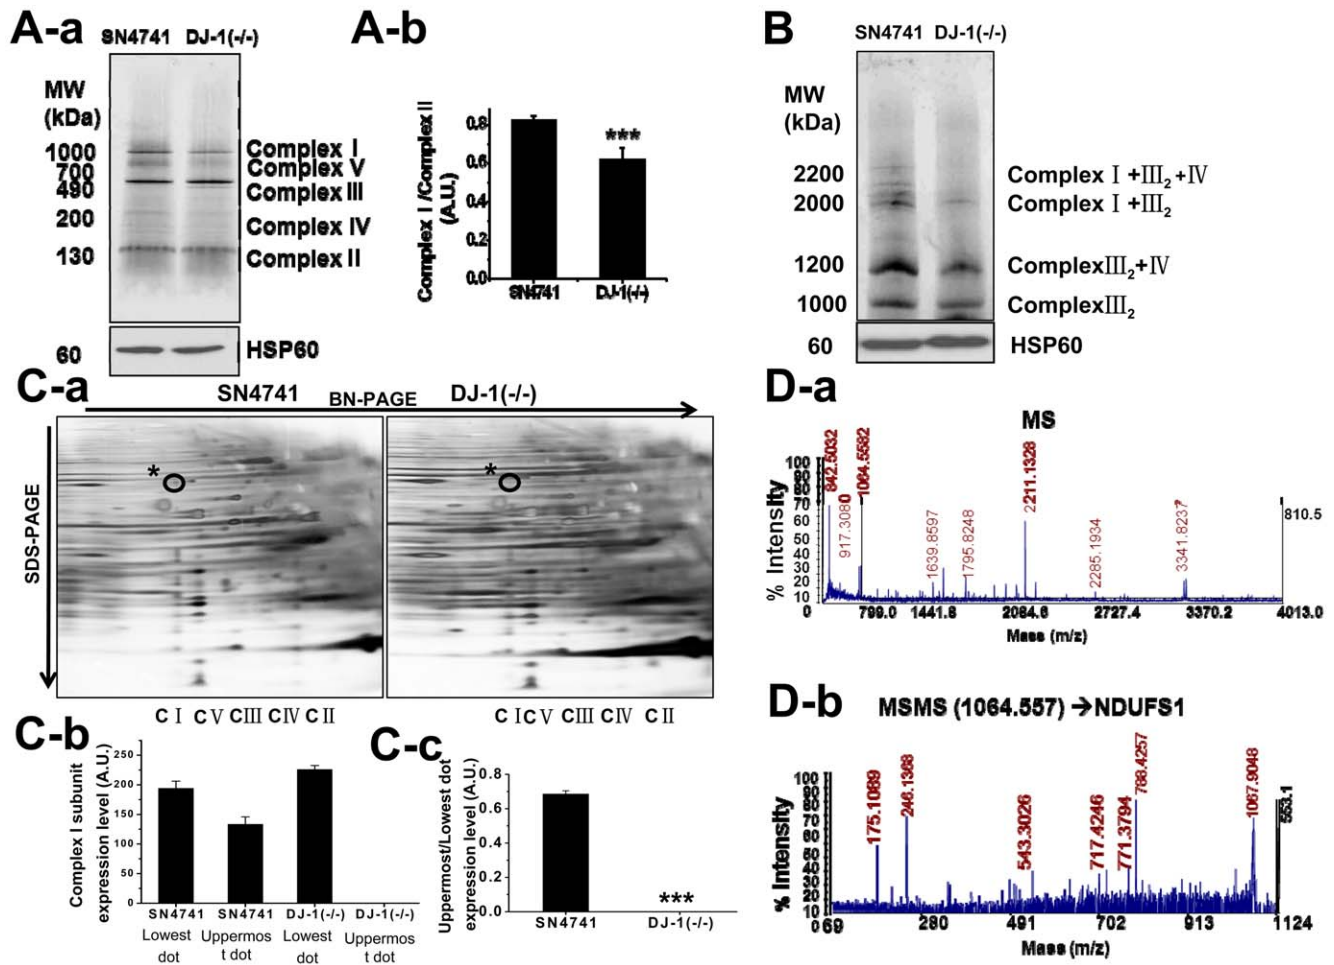 A-a
SN4741 DJ-1(-/-)
MW
(kDa)
1000
700
490
200
130
60
Complex Ⅰ
Complex Ⅴ
Complex Ⅲ
Complex Ⅳ
Complex Ⅱ
HSP60
A-b
Complex Ⅰ/Complex Ⅱ
(A.U.)
0.8
0.6
0.4
0.2
0.0
***
SN4741 DJ-1(-/-)
B
SN4741 DJ-1(-/-)
MW
(kDa)
2200
2000
1200
1000
60
Complex Ⅰ +Ⅲ2+Ⅳ
Complex Ⅰ +Ⅲ2
ComplexⅢ2+Ⅳ
ComplexⅢ2
HSP60
C-a
SN4741 BN-PAGE DJ-1(-/-)
SDS-PAGE
* *
C Ⅰ C Ⅴ CⅢ CⅣ C Ⅱ
C ⅠC Ⅴ CⅢ CⅣ C Ⅱ
C-b
Complex Ⅰ subunit
expression level (A.U.)
250
200
150
100
50
0
SN4741 SN4741 DJ-1(-/-) DJ-1(-/-)
Lowest Uppermos Lowest Uppermos
dot t dot dot t dot
C-c
Uppermost/Lowest dot
expression level (A.U.)
0.8
0.6
0.4
0.2
0.0
***
SN4741 DJ-1(-/-)
D-a
MS
% Intensity
100
90
80
70
60
50
40
30
20
10
0
842.5032
917.3080
1064.5582
1639.8597
1795.8248
2211.1328
2285.1934
3341.8237
810.5
799.0 1441.6 2084.6 2727.4 3370.2 4013.0
Mass (m/z)
D-b
MSMS (1064.557) →NDUFS1
% Intensity
100
90
80
70
60
50
40
30
20
10
0
175.1089
246.1368
543.3026
717.4246
771.3794
788.4257
1067.9048
553.1
69 280 491 702 913 1124
Mass (m/z)